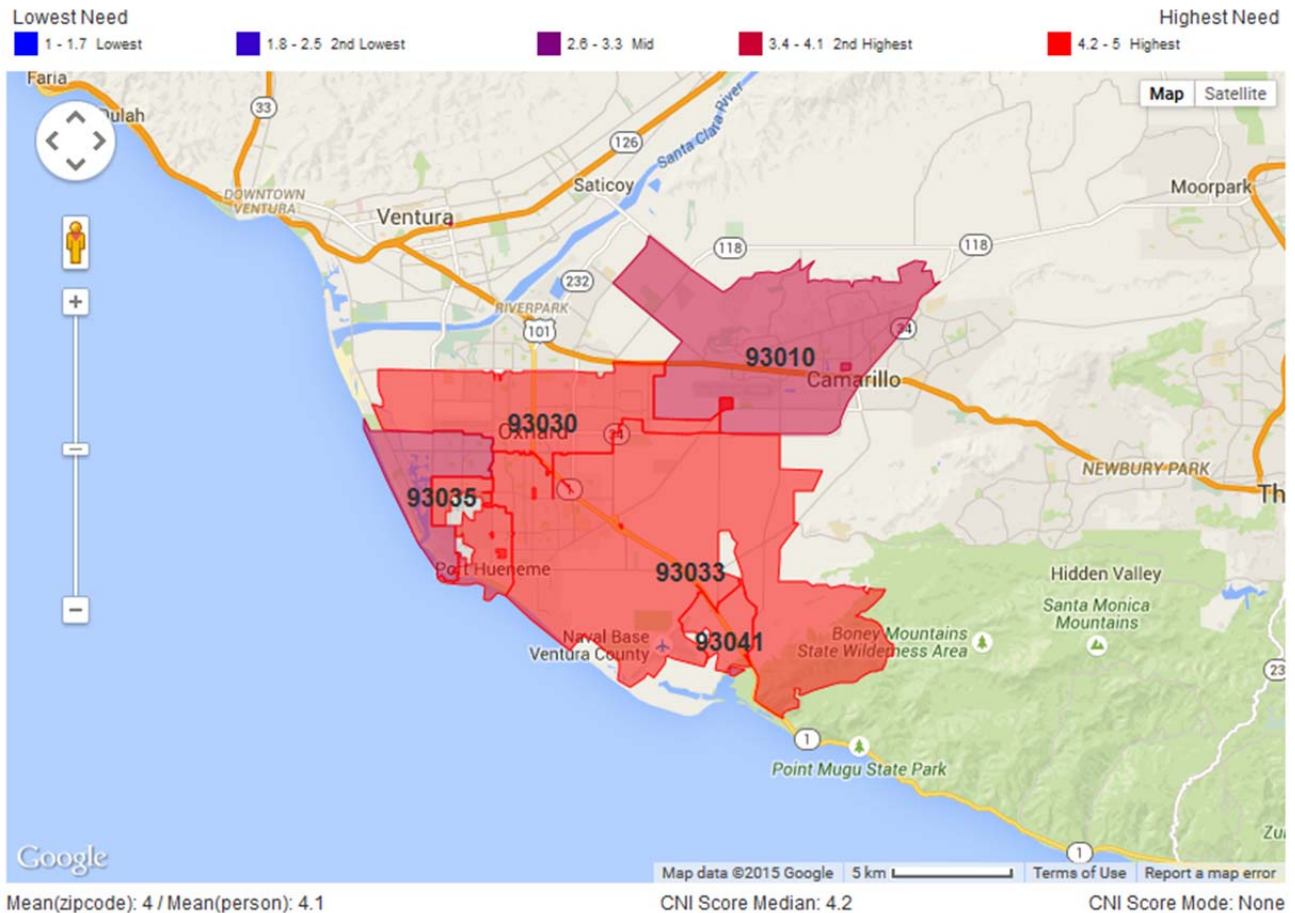 Lowest Need
Highest Need
1 - 1.7 Lowest
1.8 - 2.5 2nd Lowest
2.6 - 3.3 Mid
3.4 - 4.1 2nd Highest
4.2 - 5 Highest
Faria
Dulah
33
Map
Satellite
126
Santa Clara River
Saticoy
Moorpark
DOWNTOWN
VENTURA
Ventura
118
118
232
RIVERPARK
101
34
93010
Camarillo
93030
Oxnard
34
NEWBURY PARK
Th
93035
1
Port Hueneme
93033
Hidden Valley
Santa Monica
Mountains
Naval Base
Ventura County
93041
Boney Mountains
State Wilderness Area
23
1
Point Mugu State Park
Zu
1
Google
Map data ©2015 Google
5 km
Terms of Use
Report a map error
Mean(zipcode): 4 / Mean(person): 4.1
CNI Score Median: 4.2
CNI Score Mode: None